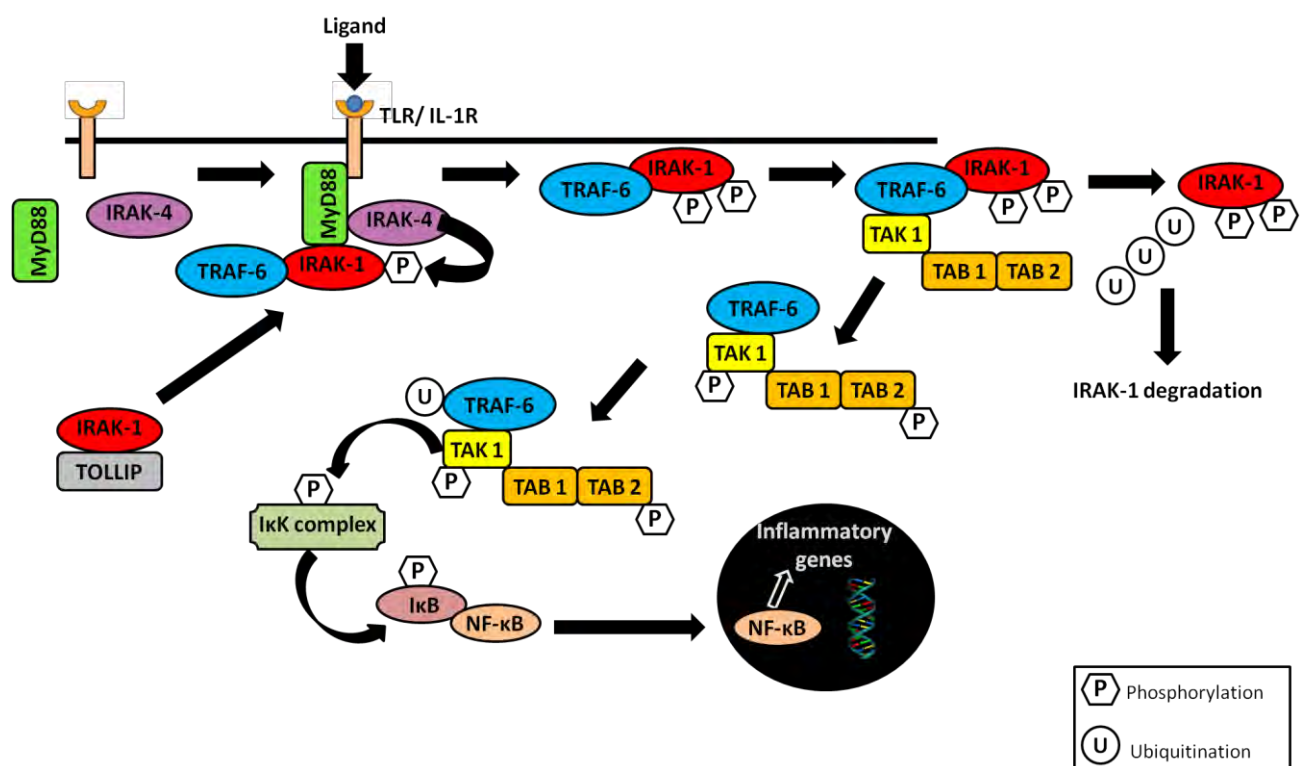 Ligand
TLR/ IL-1R
MyD88
IRAK-4
MyD88
IRAK-4
TRAF-6
IRAK-1
P
TRAF-6
IRAK-1
P
P
TRAF-6
IRAK-1
P
P
TAK 1
TAB 1
TAB 2
IRAK-1
P
P
U
U
U
IRAK-1 degradation
TRAF-6
TAK 1
P
TAB 1
TAB 2
P
IRAK-1
TOLLIP
U
TRAF-6
TAK 1
P
TAB 1
TAB 2
P
P
IκK complex
P
IκB
NF-κB
Inflammatory
genes
NF-κB
P Phosphorylation
U Ubiquitination